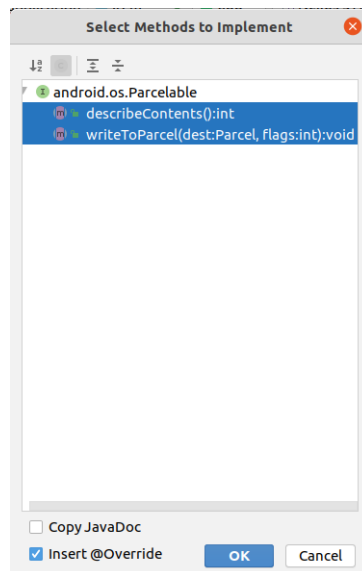 Select Methods to Implement
android.os.Parcelable
describeContents():int
writeToParcel(dest:Parcel, flags:int):void
Copy JavaDoc
Insert @Override
OK
Cancel